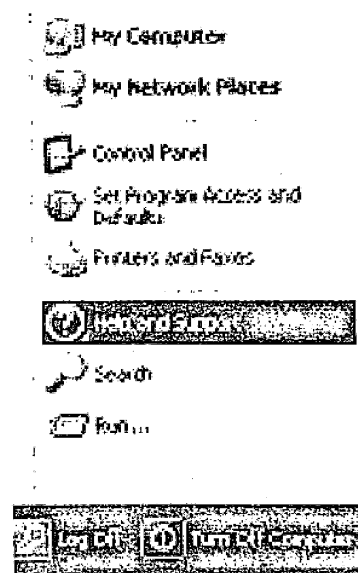 My Computer
My Network Places
Control Panel
Set Program Access and
Defaults
Printers and Faxes
Help and Support
Search
Run...
Log Off
Turn Off Computer